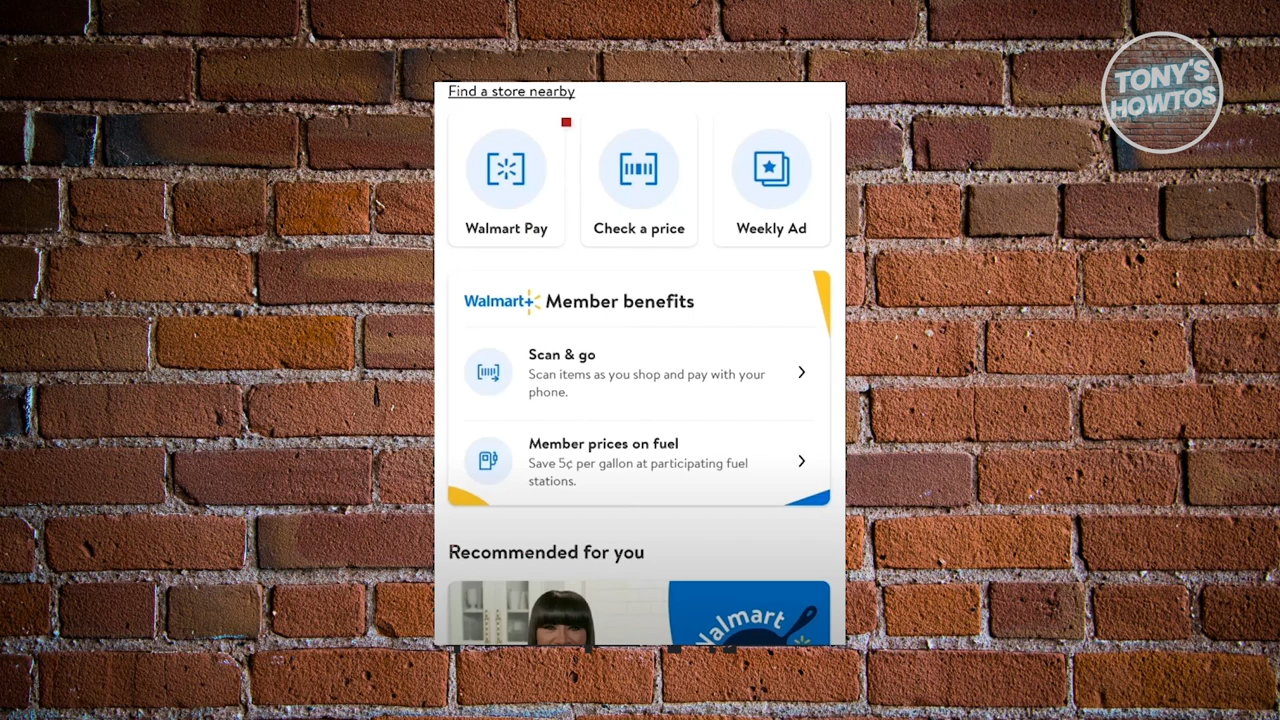 TONY'S
HOWTOS
Find a store nearby
Walmart Pay
Check a price
Weekly Ad
Walmart+ Member benefits
Scan & go
Scan items as you shop and pay with your
phone.
Member prices on fuel
Save 5¢ per gallon at participating fuel
stations.
Recommended for you
Walmart